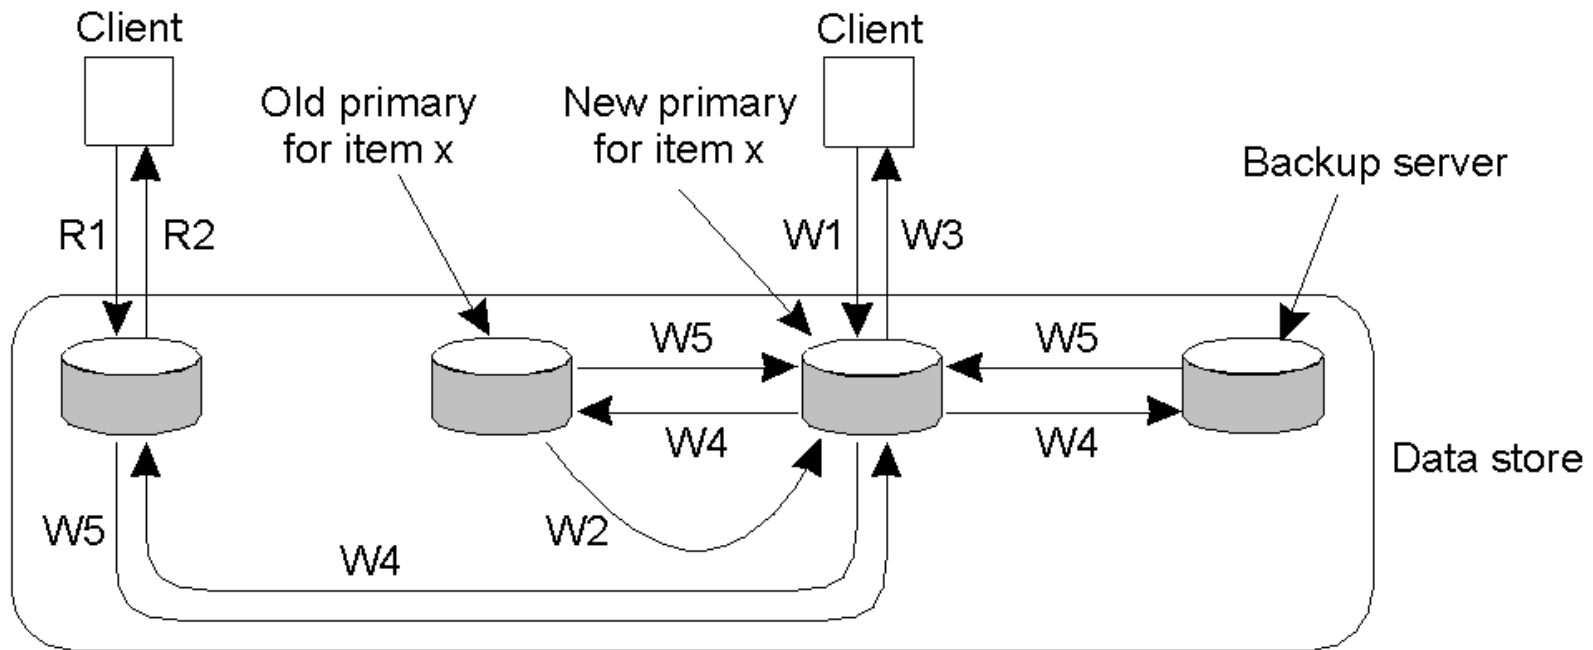 Client
Client
Old primary
for item x
New primary
for item x
Backup server
R1
R2
W1
W3
W5
W5
W4
W4
Data store
W5
W2
W4